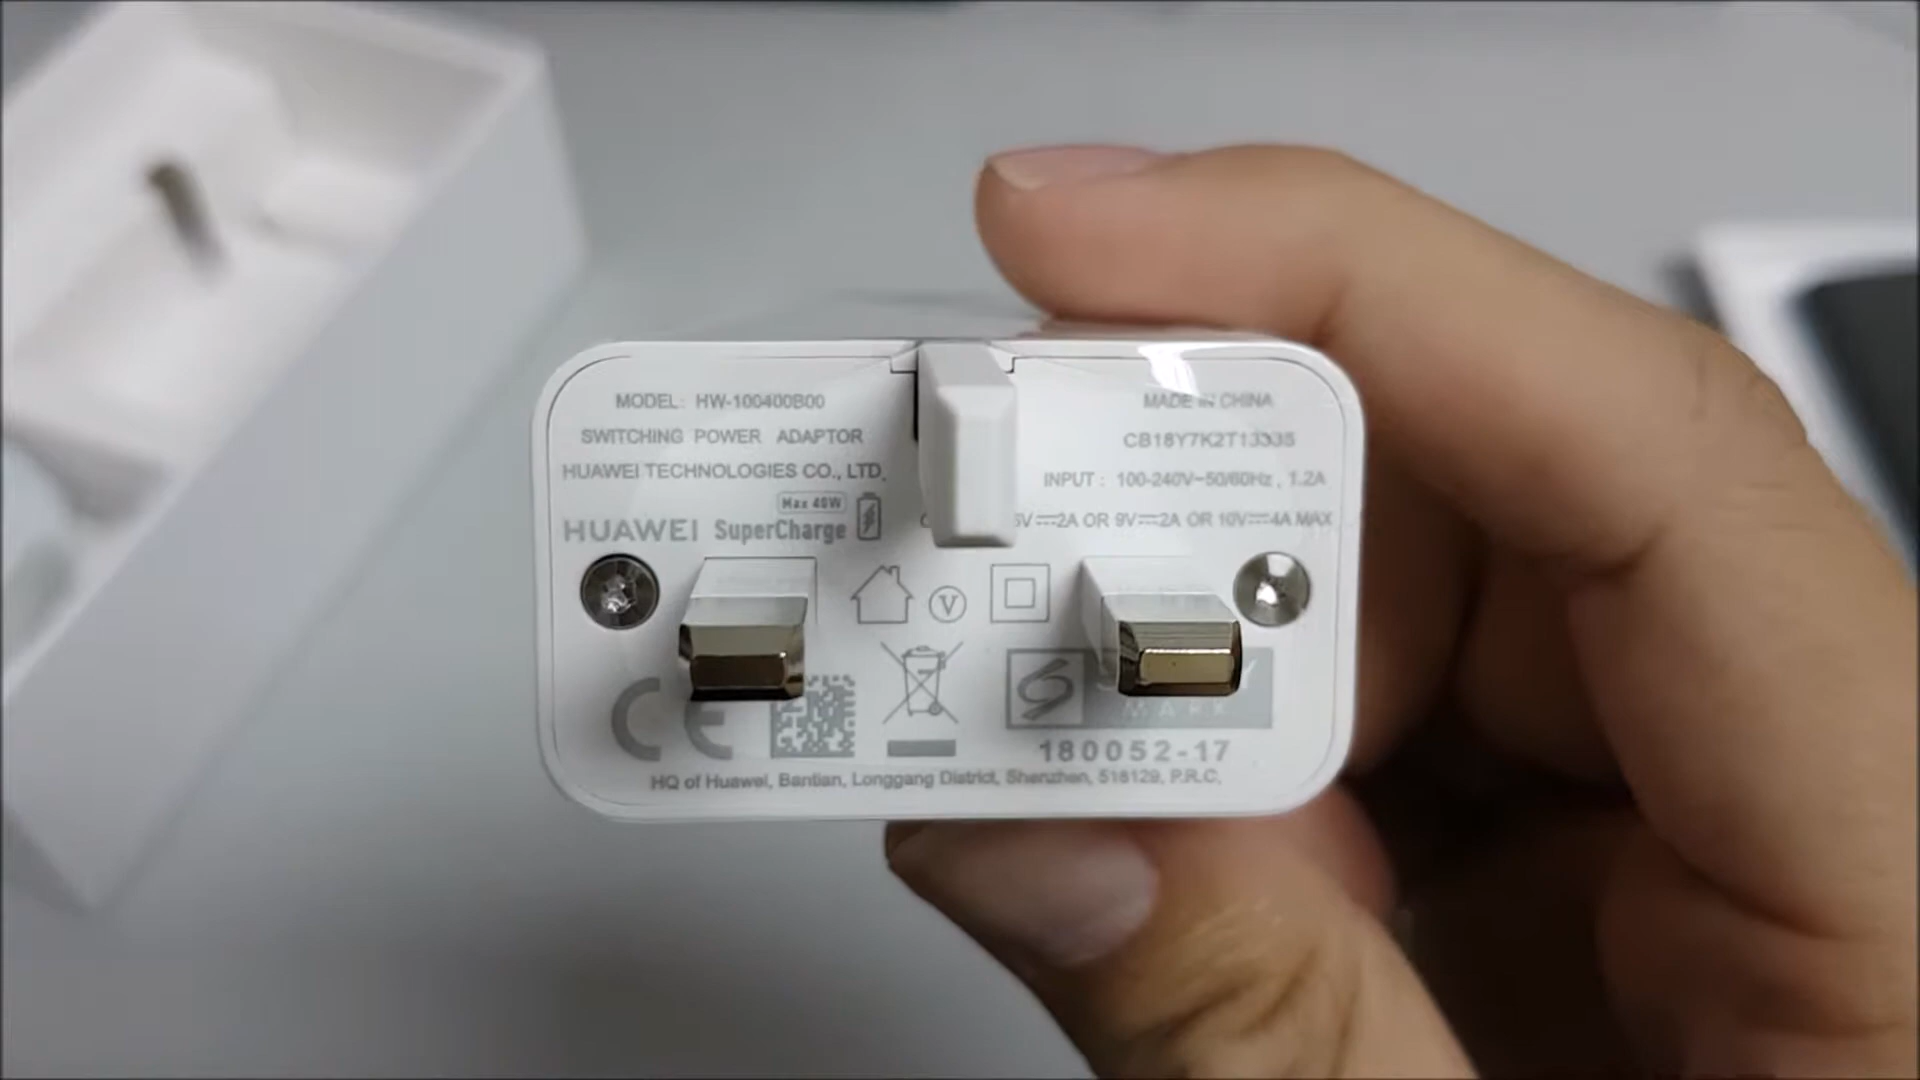 MODEL: HW-100400B00
SWITCHING POWER ADAPTOR
HUAWEI TECHNOLOGIES CO., LTD.
Max 40W
HUAWEI SuperCharge
MADE IN CHINA
INPUT: 100-240V~50/60Hz, 1.2A
5V⎓2A OR 9V⎓2A OR 10V⎓4A MAX
V
CE
MARK
180052-17
HQ of Huawei, Bantian, Longgang District, Shenzhen, 518129, P.R.C.